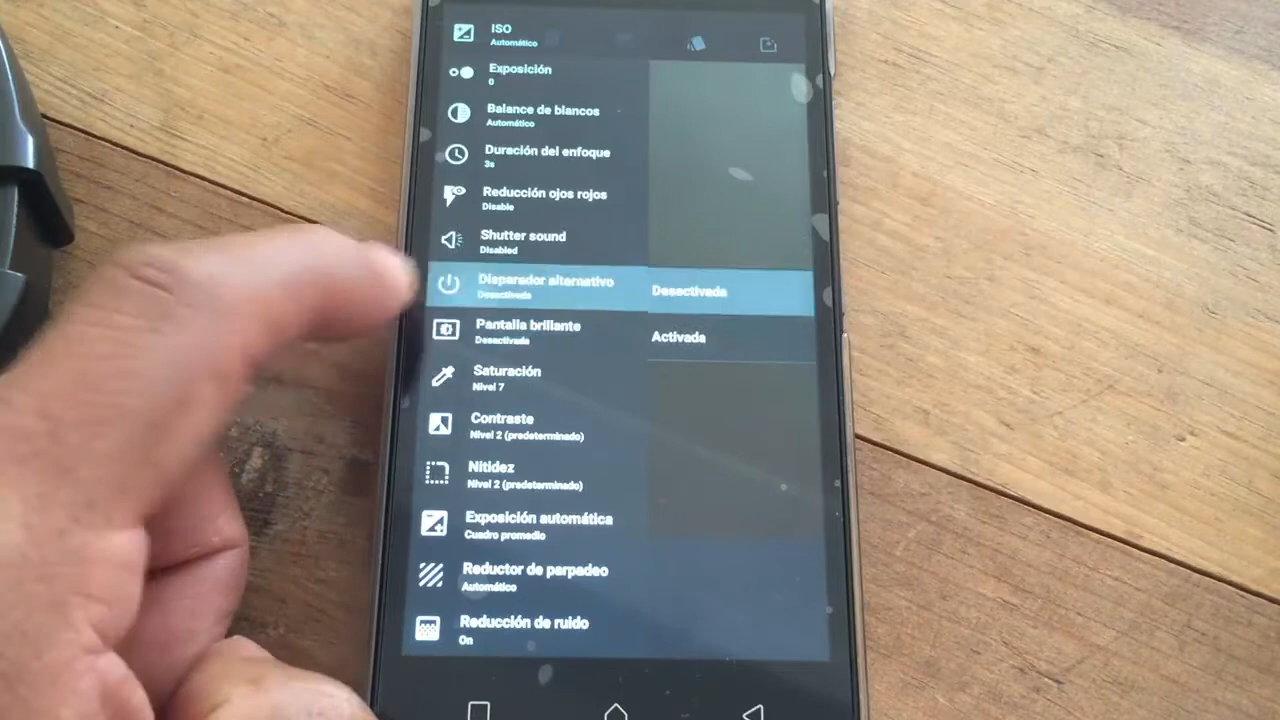 ISO
Automático
Exposición
0
Balance de blancos
Automático
Duración del enfoque
3s
Reducción ojos rojos
Disable
Shutter sound
Disabled
Disparador alternativo
Desactivada
Desactivada
Pantalla brillante
Desactivada
Activada
Saturación
Nivel 7
Contraste
Nivel 2 (predeterminado)
Nitidez
Nivel 2 (predeterminado)
Exposición automática
Cuadro promedio
Reductor de parpadeo
Automático
Reducción de ruido
On